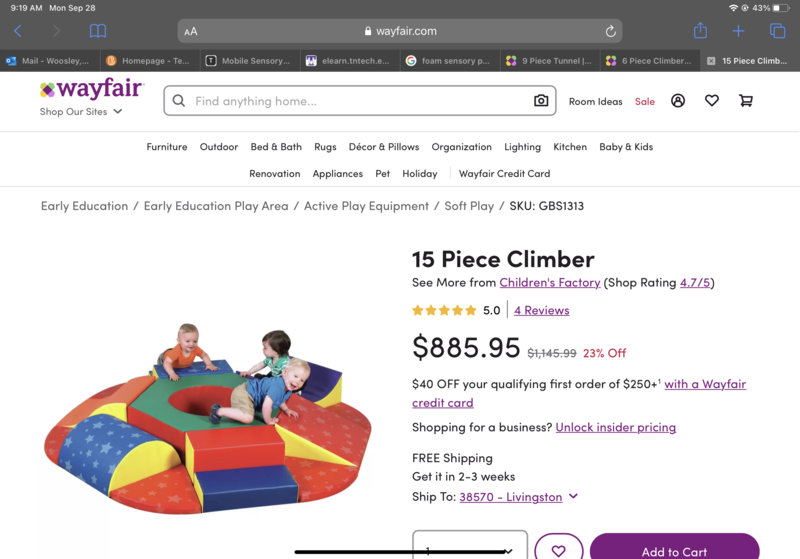 9:19 AM Mon Sep 28
43%
AA
wayfair.com
Mail - Woosley,...
Homepage - Te...
Mobile Sensory...
elearn.tntech.e...
foam sensory p...
9 Piece Tunnel |...
6 Piece Climber...
15 Piece Climb...
wayfair
Shop Our Sites
Find anything home...
Room Ideas
Sale
Furniture Outdoor Bed & Bath Rugs Décor & Pillows Organization Lighting Kitchen Baby & Kids
Renovation Appliances Pet Holiday Wayfair Credit Card
Early Education / Early Education Play Area / Active Play Equipment / Soft Play / SKU: GBS1313
15 Piece Climber
See More from Children's Factory (Shop Rating 4.7/5)
5.0 4 Reviews
$885.95 $1,145.99 23% Off
$40 OFF your qualifying first order of $250+¹ with a Wayfair
credit card
Shopping for a business? Unlock insider pricing
FREE Shipping
Get it in 2-3 weeks
Ship To: 38570 - Livingston
1
Add to Cart